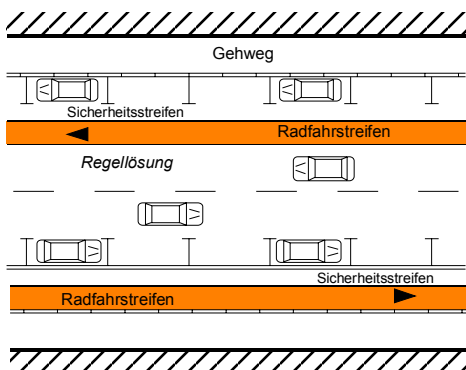 Gehweg
Sicherheitsstreifen
Radfahrstreifen
Regellösung
Sicherheitsstreifen
Radfahrstreifen